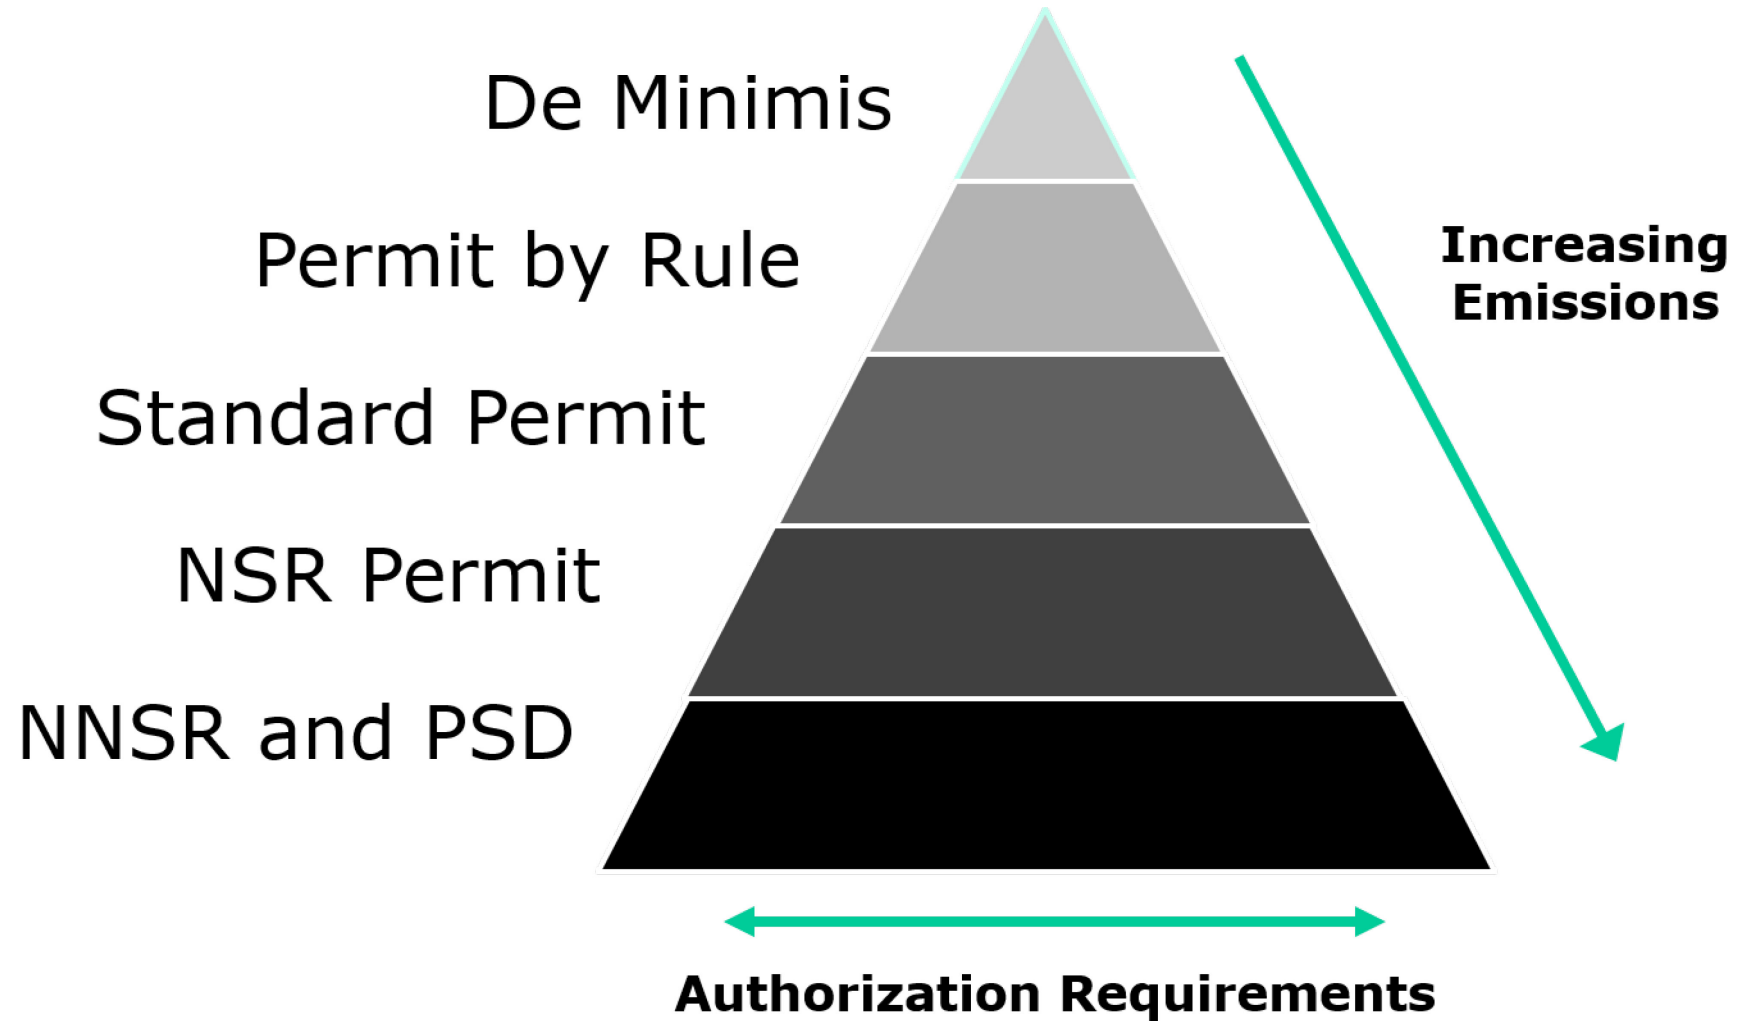 De Minimis
Permit by Rule
Standard Permit
NSR Permit
NNSR and PSD
Increasing
Emissions
Authorization Requirements